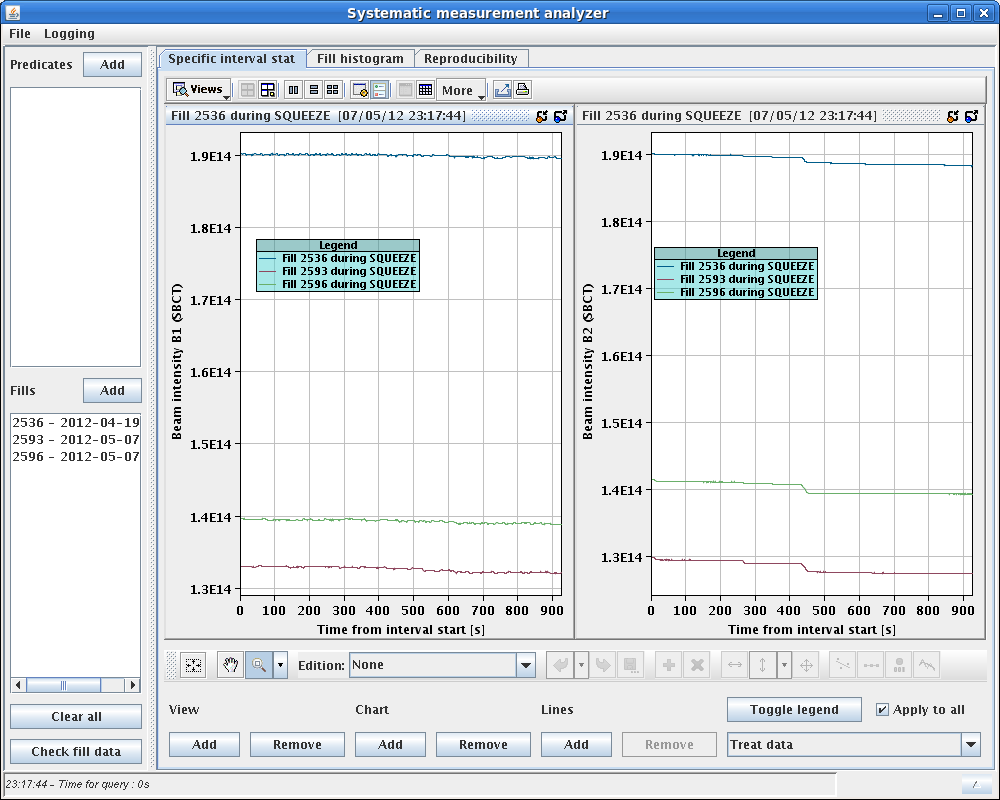 Systematic measurement analyzer
File Logging
Predicates Add
Fills Add
2536 - 2012-04-19
2593 - 2012-05-07
2596 - 2012-05-07
Clear all
Check fill data
Specific interval stat Fill histogram Reproducibility
Views More
Fill 2536 during SQUEEZE [07/05/12 23:17:44]
Beam intensity B1 (SBCT)
1.9E14
1.8E14
1.7E14
1.6E14
1.5E14
1.4E14
1.3E14
Legend
Fill 2536 during SQUEEZE
Fill 2593 during SQUEEZE
Fill 2596 during SQUEEZE
0 100 200 300 400 500 600 700 800 900
Time from interval start [s]
Fill 2536 during SQUEEZE [07/05/12 23:17:44]
Beam intensity B2 (SBCT)
1.9E14
1.8E14
1.7E14
1.6E14
1.5E14
1.4E14
1.3E14
Legend
Fill 2536 during SQUEEZE
Fill 2593 during SQUEEZE
Fill 2596 during SQUEEZE
0 100 200 300 400 500 600 700 800 900
Time from interval start [s]
Edition: None
View Chart Lines Toggle legend Apply to all
Add Remove Add Remove Add Remove Treat data
23:17:44 - Time for query : 0s